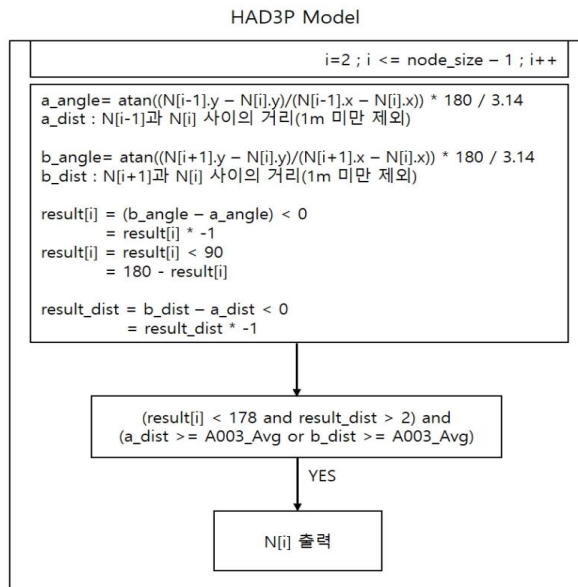 HAD3P Model
i=2 ; i <= node_size – 1 ; i++
a_angle= atan((N[i-1].y – N[i].y)/(N[i-1].x – N[i].x)) * 180 / 3.14
a_dist : N[i-1]과 N[i] 사이의 거리(1m 미만 제외)
b_angle= atan((N[i+1].y – N[i].y)/(N[i+1].x – N[i].x)) * 180 / 3.14
b_dist : N[i+1]과 N[i] 사이의 거리(1m 미만 제외)
result[i] = (b_angle – a_angle) < 0
= result[i] * -1
result[i] = result[i] < 90
= 180 - result[i]
result_dist = b_dist – a_dist < 0
= result_dist * -1
(result[i] < 178 and result_dist > 2) and
(a_dist >= A003_Avg or b_dist >= A003_Avg)
YES
N[i] 출력